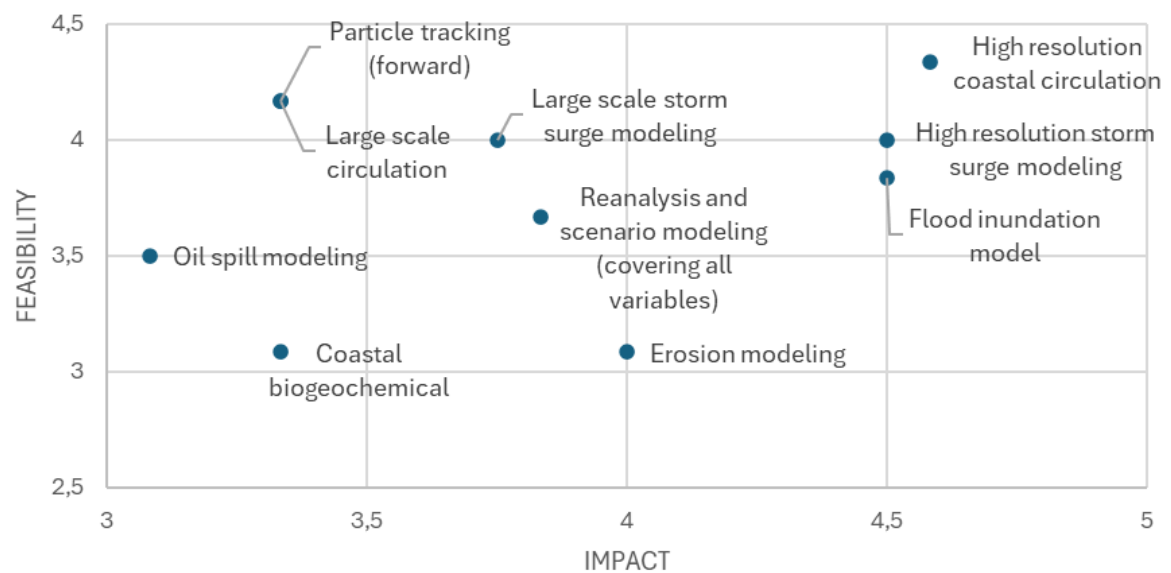 4,5
Particle tracking
(forward)
High resolution
coastal circulation
Large scale storm
surge modeling
Large scale
circulation
4
High resolution storm
surge modeling
Reanalysis and
scenario modeling
(covering all
variables)
Flood inundation
model
FEASIBILITY
3,5
Oil spill modeling
Coastal
biogeochemical
Erosion modeling
3
2,5
3
3,5
4
4,5
5
IMPACT